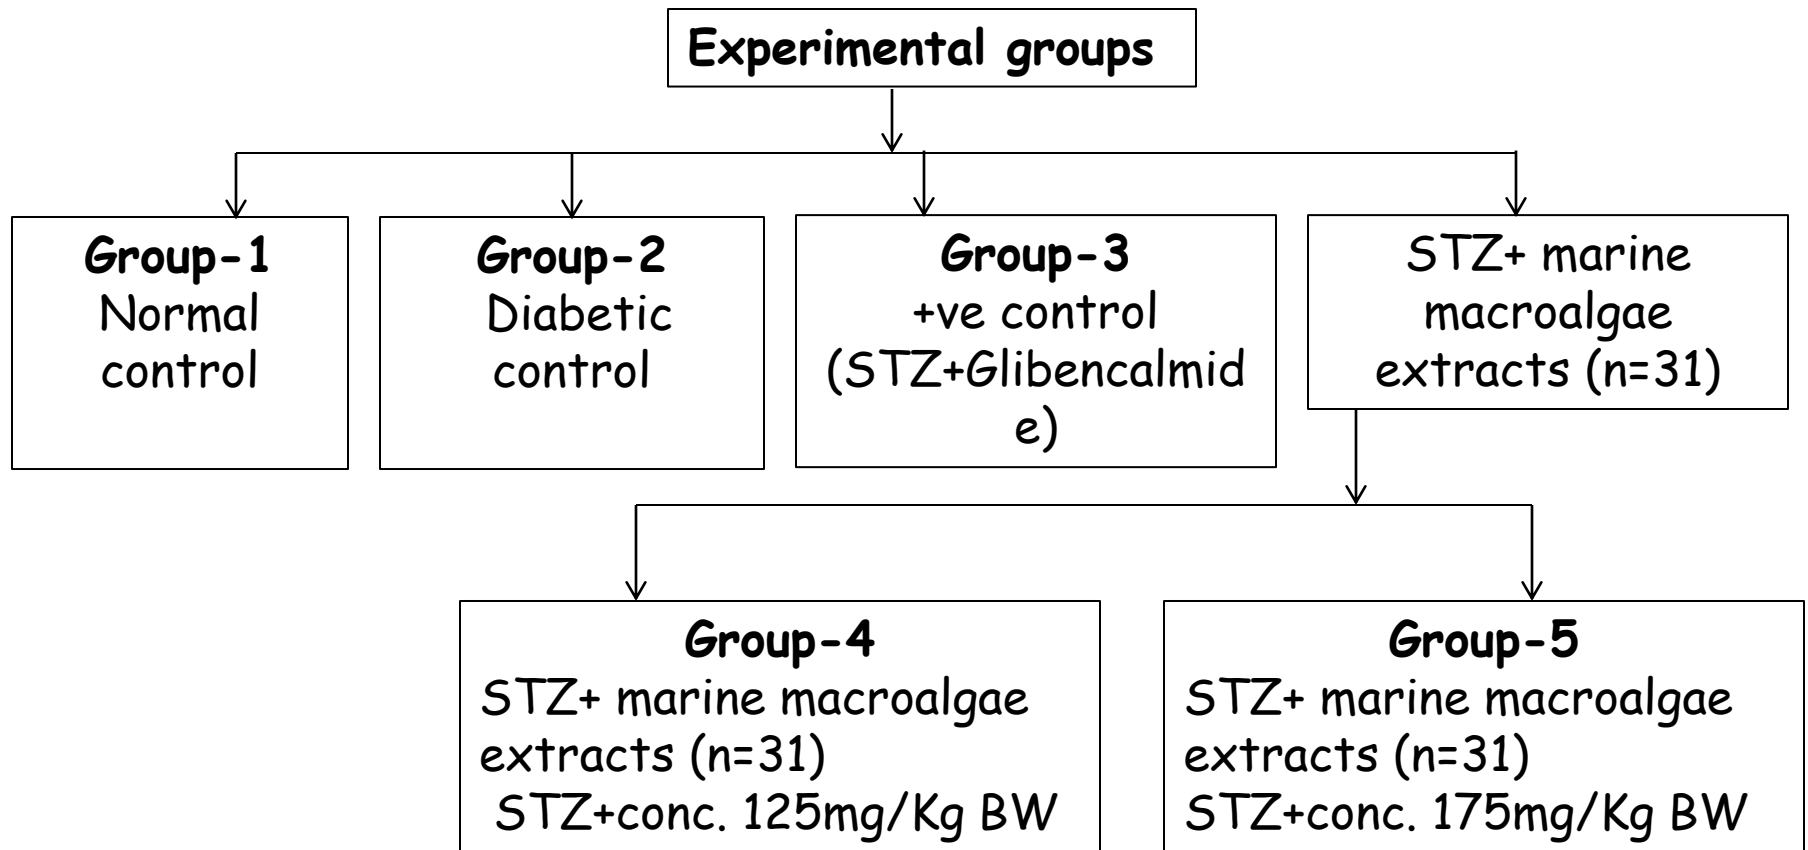 Experimental groups
Group-1
Normal
control
Group-2
Diabetic
control
Group-3
+ve control
(STZ+Glibencalmid
e)
STZ+ marine
macroalgae
extracts (n=31)
Group-4
STZ+ marine macroalgae
extracts (n=31)
STZ+conc. 125mg/Kg BW
Group-5
STZ+ marine macroalgae
extracts (n=31)
STZ+conc. 175mg/Kg BW